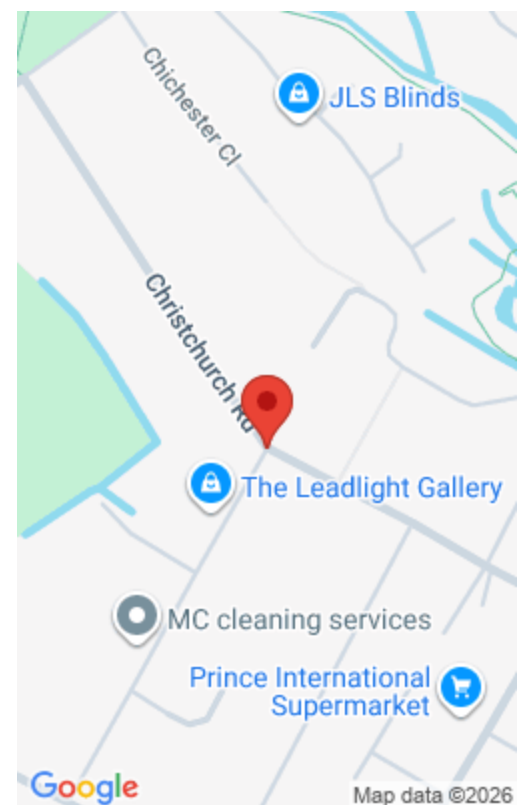 Chichester Cl
JLS Blinds
Christchurch Rd
The Leadlight Gallery
MC cleaning services
Prince International
Supermarket
Google
Map data ©2026